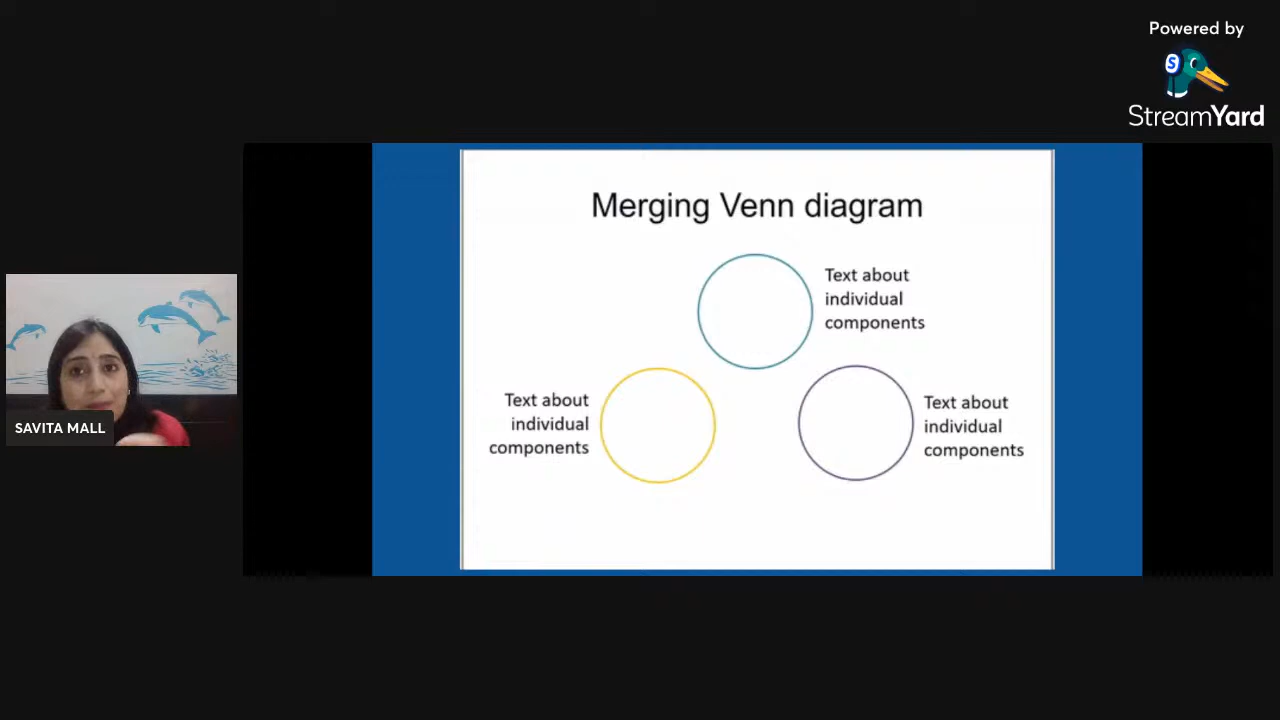 Powered by
S
StreamYard
Merging Venn diagram
Text about
individual
components
Text about
individual
components
Text about
individual
components
SAVITA MALL